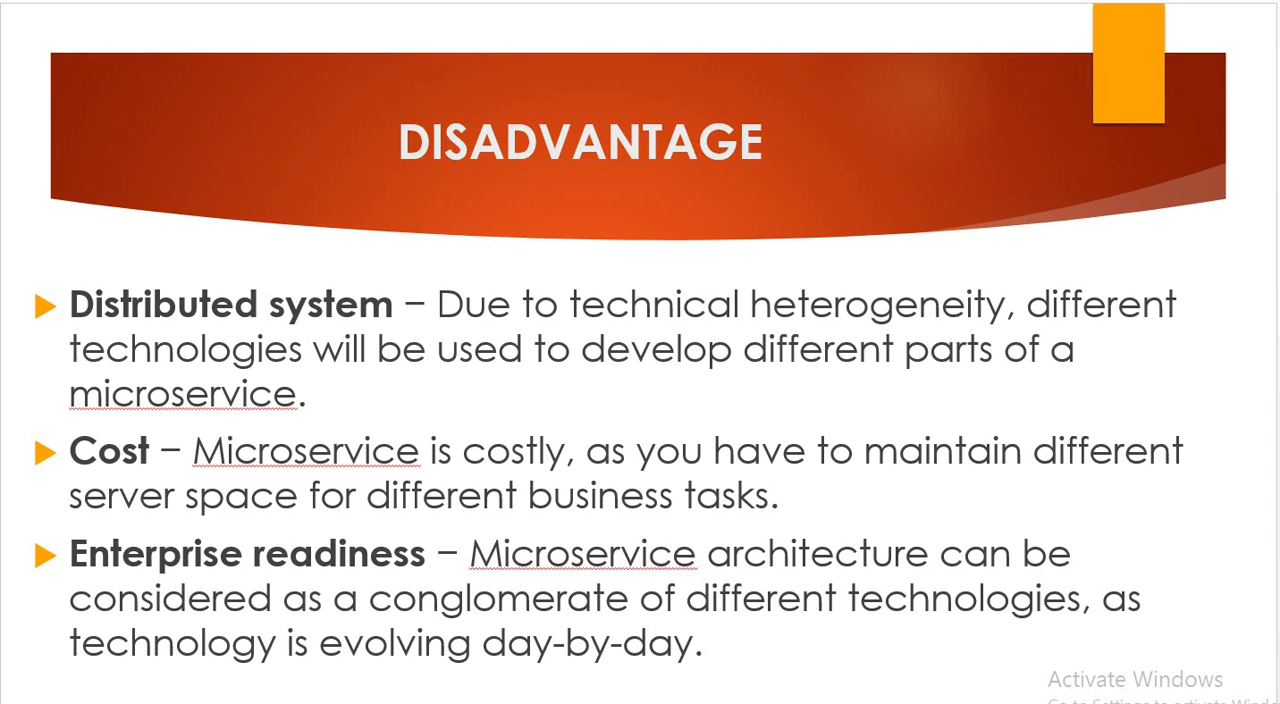 DISADVANTAGE
Distributed system – Due to technical heterogeneity, different
technologies will be used to develop different parts of a
microservice.
Cost – Microservice is costly, as you have to maintain different
server space for different business tasks.
Enterprise readiness – Microservice architecture can be
considered as a conglomerate of different technologies, as
technology is evolving day-by-day.
Activate Windows